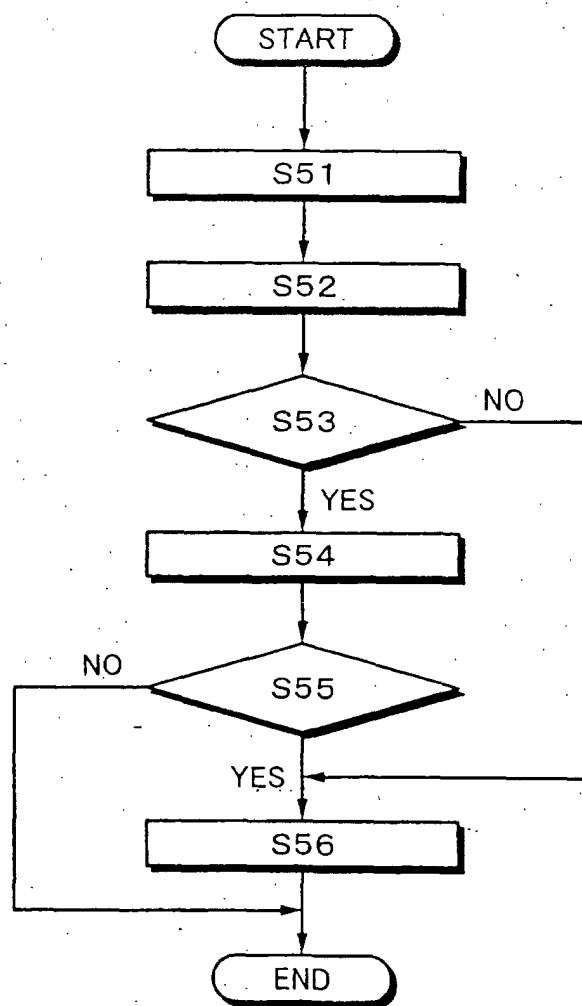 START
S51
S52
S53
NO
YES
S54
NO
S55
YES
S56
END